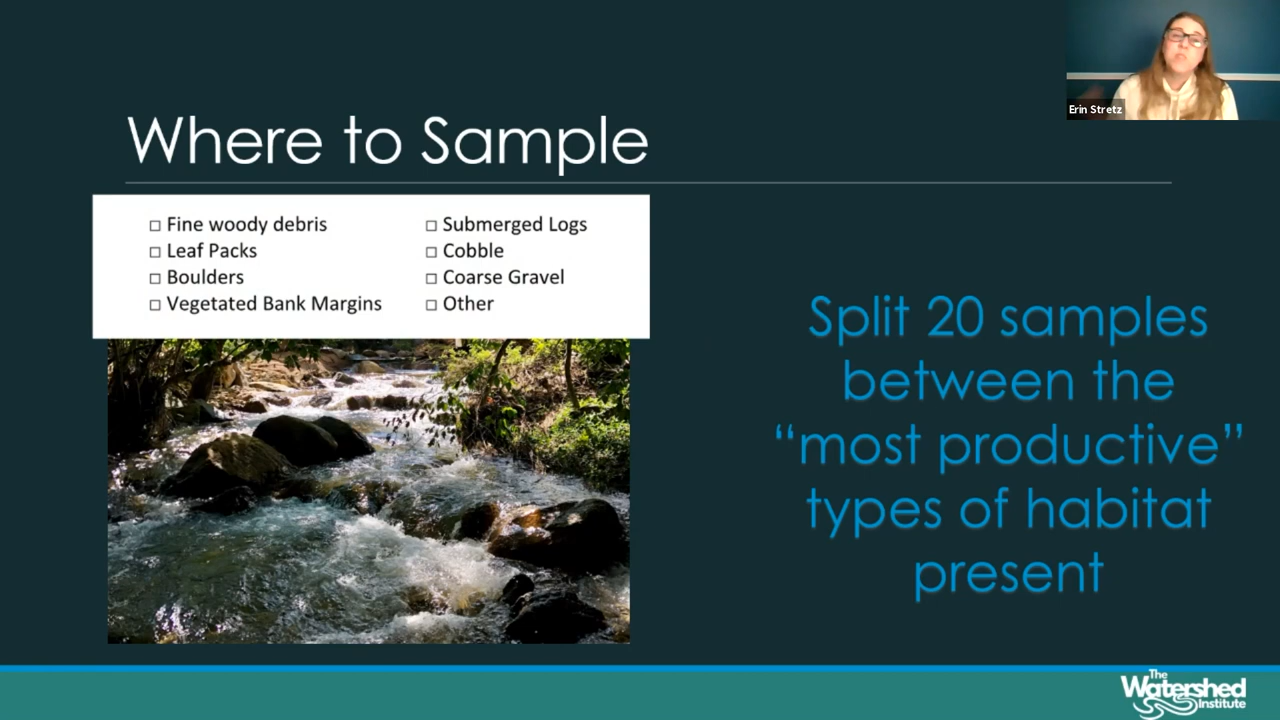 Erin Stretz
Where to Sample
☐ Fine woody debris
☐ Leaf Packs
☐ Boulders
☐ Vegetated Bank Margins
☐ Submerged Logs
☐ Cobble
☐ Coarse Gravel
☐ Other
Split 20 samples
between the
“most productive”
types of habitat
present
The
Watershed
Institute